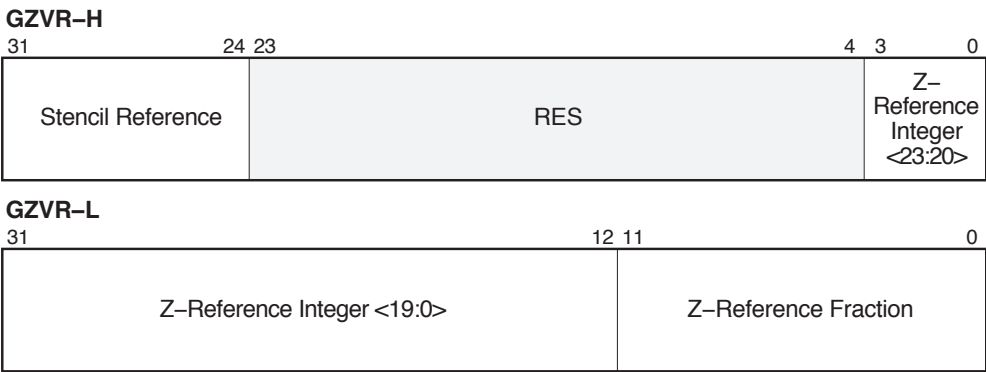 GZVR–H
31 24 23 4 3 0
Stencil Reference RES Z–
Reference
Integer
<23:20>
GZVR–L
31 12 11 0
Z–Reference Integer <19:0> Z–Reference Fraction